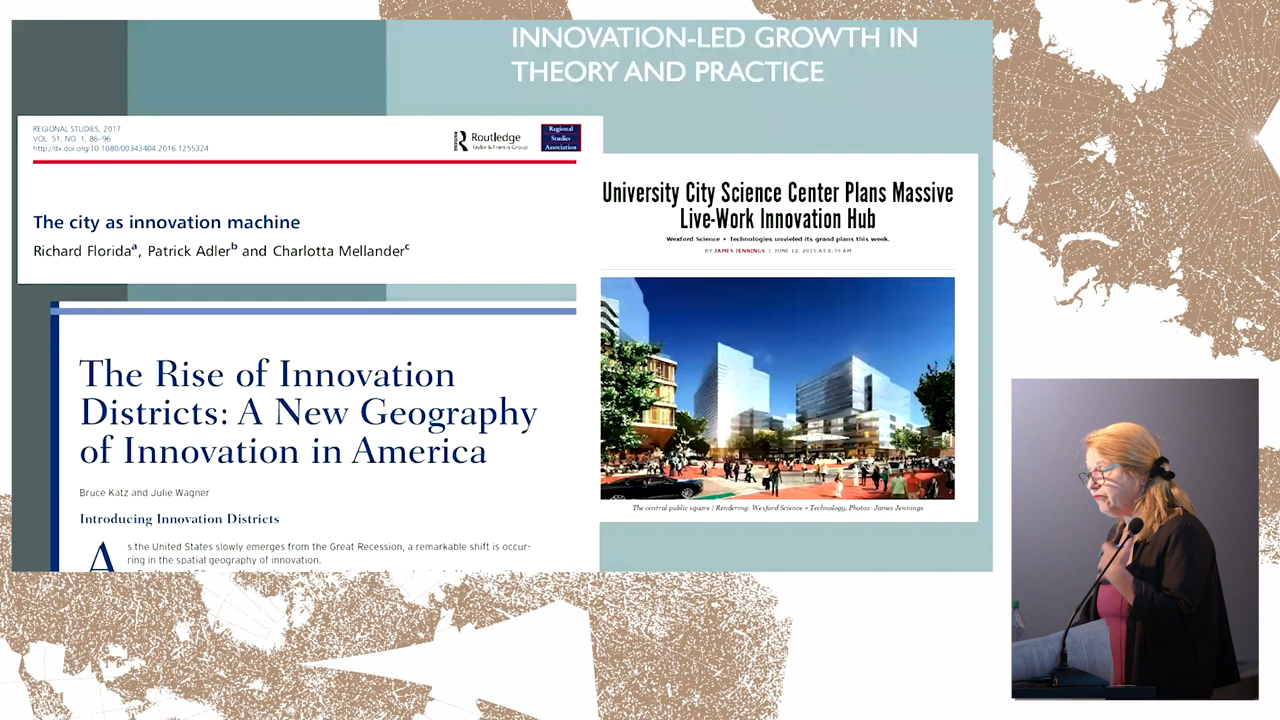 INNOVATION-LED GROWTH IN
THEORY AND PRACTICE
REGIONAL STUDIES, 2017
VOL. 51, NO. 1, 86–96
http://dx.doi.org/10.1080/00343404.2016.1255324
Routledge
Taylor & Francis Group
Regional
Studies
Association
The city as innovation machine
Richard Floridaᵃ, Patrick Adlerᵇ and Charlotta Mellanderᶜ
The Rise of Innovation
Districts: A New Geography
of Innovation in America
Bruce Katz and Julie Wagner
Introducing Innovation Districts
As the United States slowly emerges from the Great Recession, a remarkable shift is occur-
ring in the spatial geography of innovation.
University City Science Center Plans Massive
Live-Work Innovation Hub
Wexford Science + Technologies unvieled its grand plans this week.
BY JAMES JENNINGS | JUNE 12, 2015 AT 8:39 AM
The central public square | Rendering: Wexford Science + Technology, Photos: James Jennings